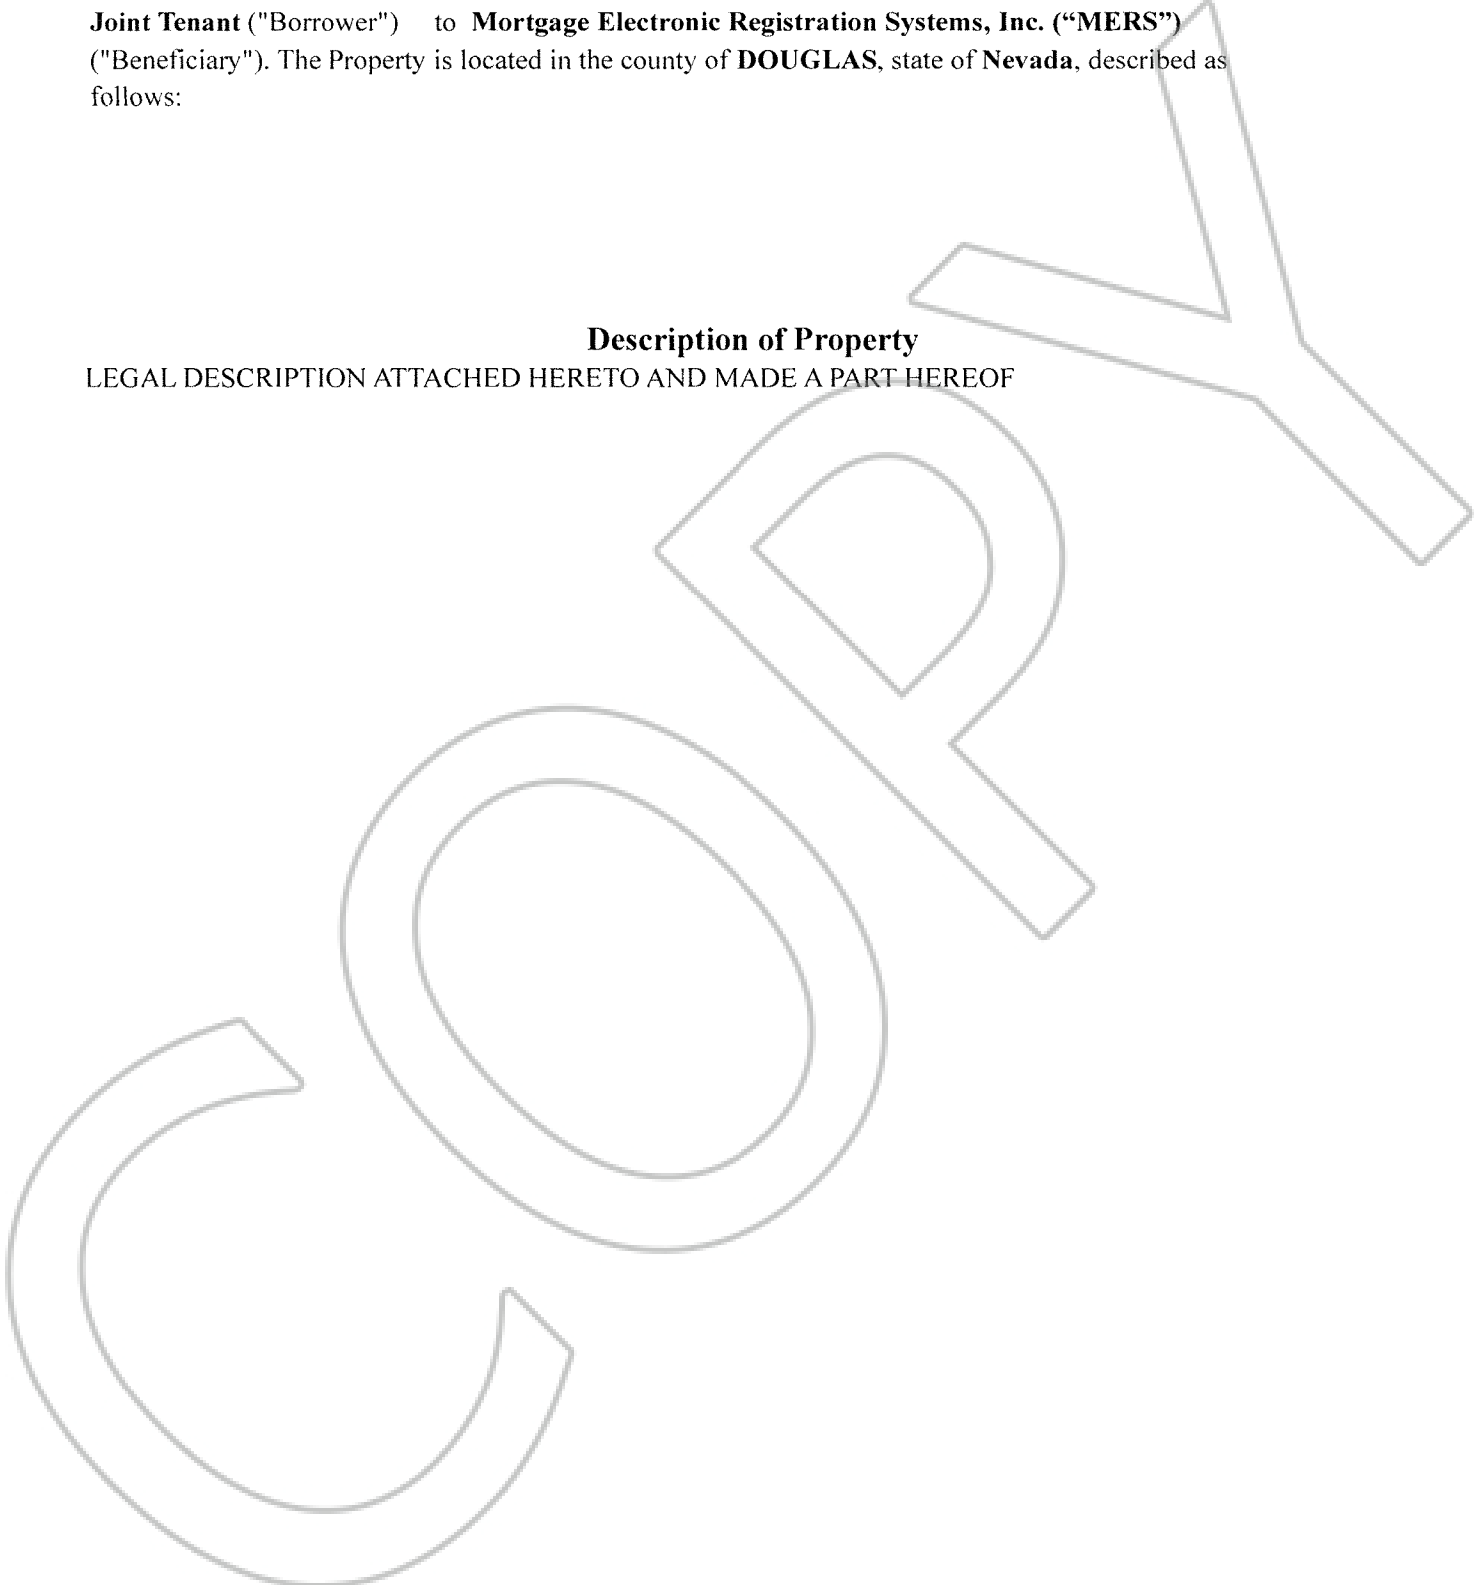 Joint Tenant ("Borrower") to Mortgage Electronic Registration Systems, Inc. (“MERS”)
("Beneficiary"). The Property is located in the county of DOUGLAS, state of Nevada, described as
follows:
Description of Property
LEGAL DESCRIPTION ATTACHED HERETO AND MADE A PART HEREOF
COPY